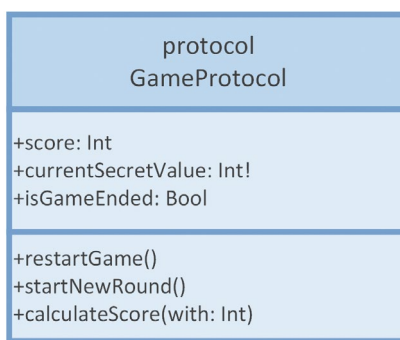 protocol
GameProtocol
+score: Int
+currentSecretValue: Int!
+isGameEnded: Bool
+restartGame()
+startNewRound()
+calculateScore(with: Int)